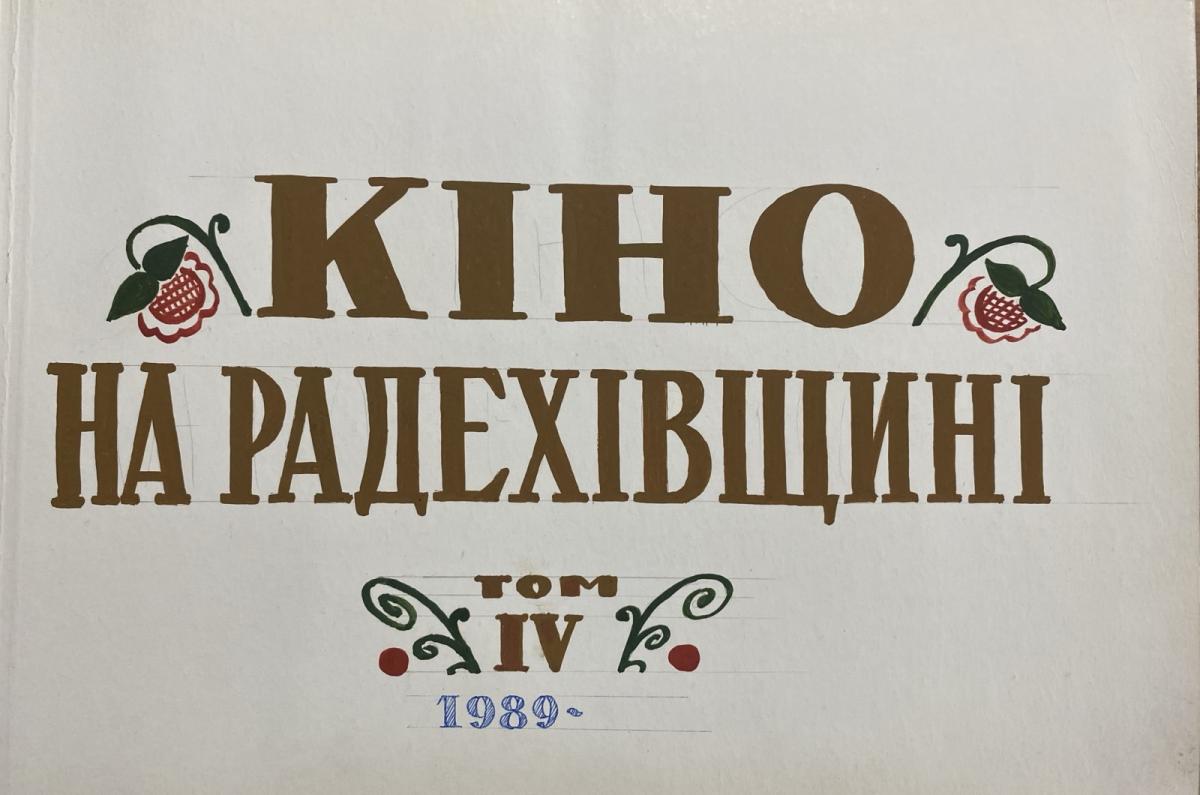 КІНО
НА РАДЕХІВЩИНІ
ТОМ
IV
1989-